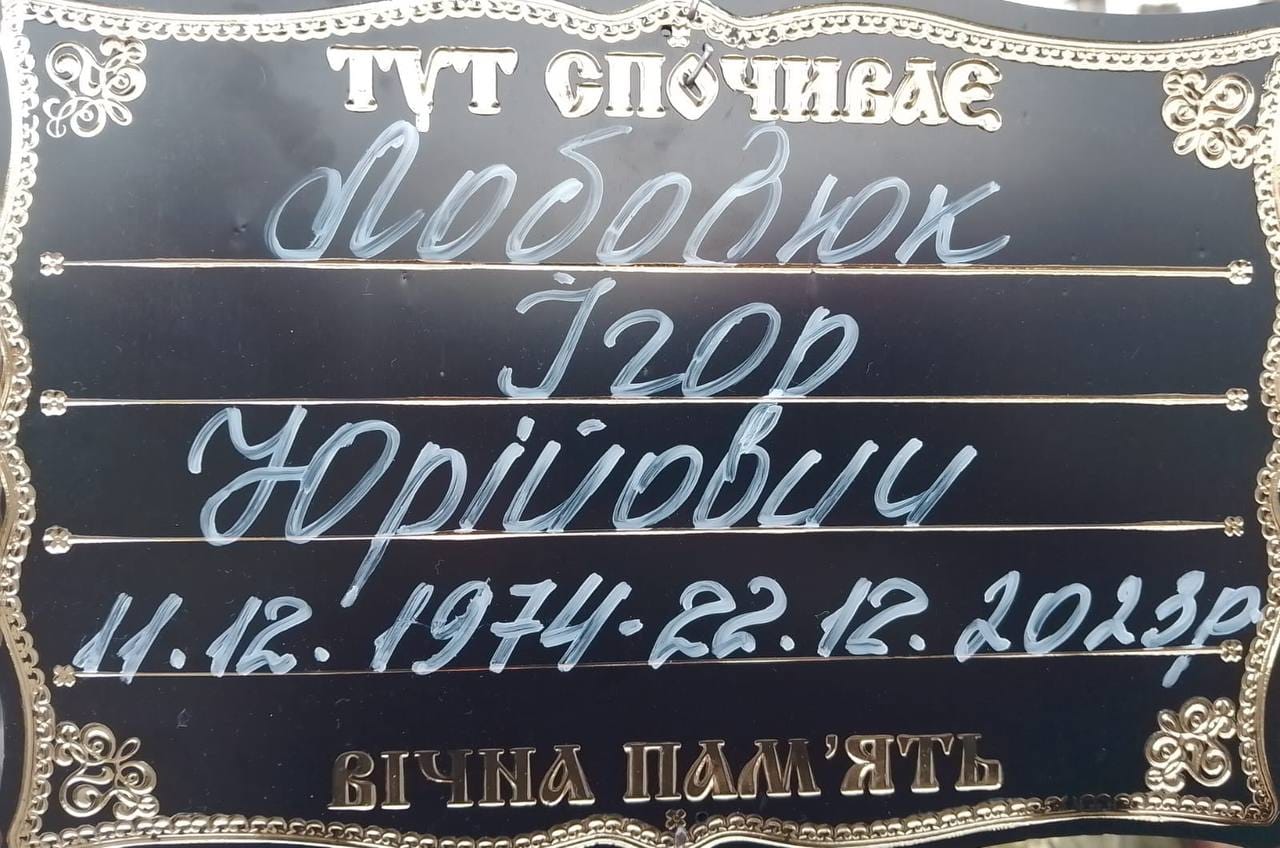 ТУТ СПОЧИВАЄ
Лободюк
Ігор
Юрійович
11.12.1974-22.12.2023р
ВІЧНА ПАМ'ЯТЬ